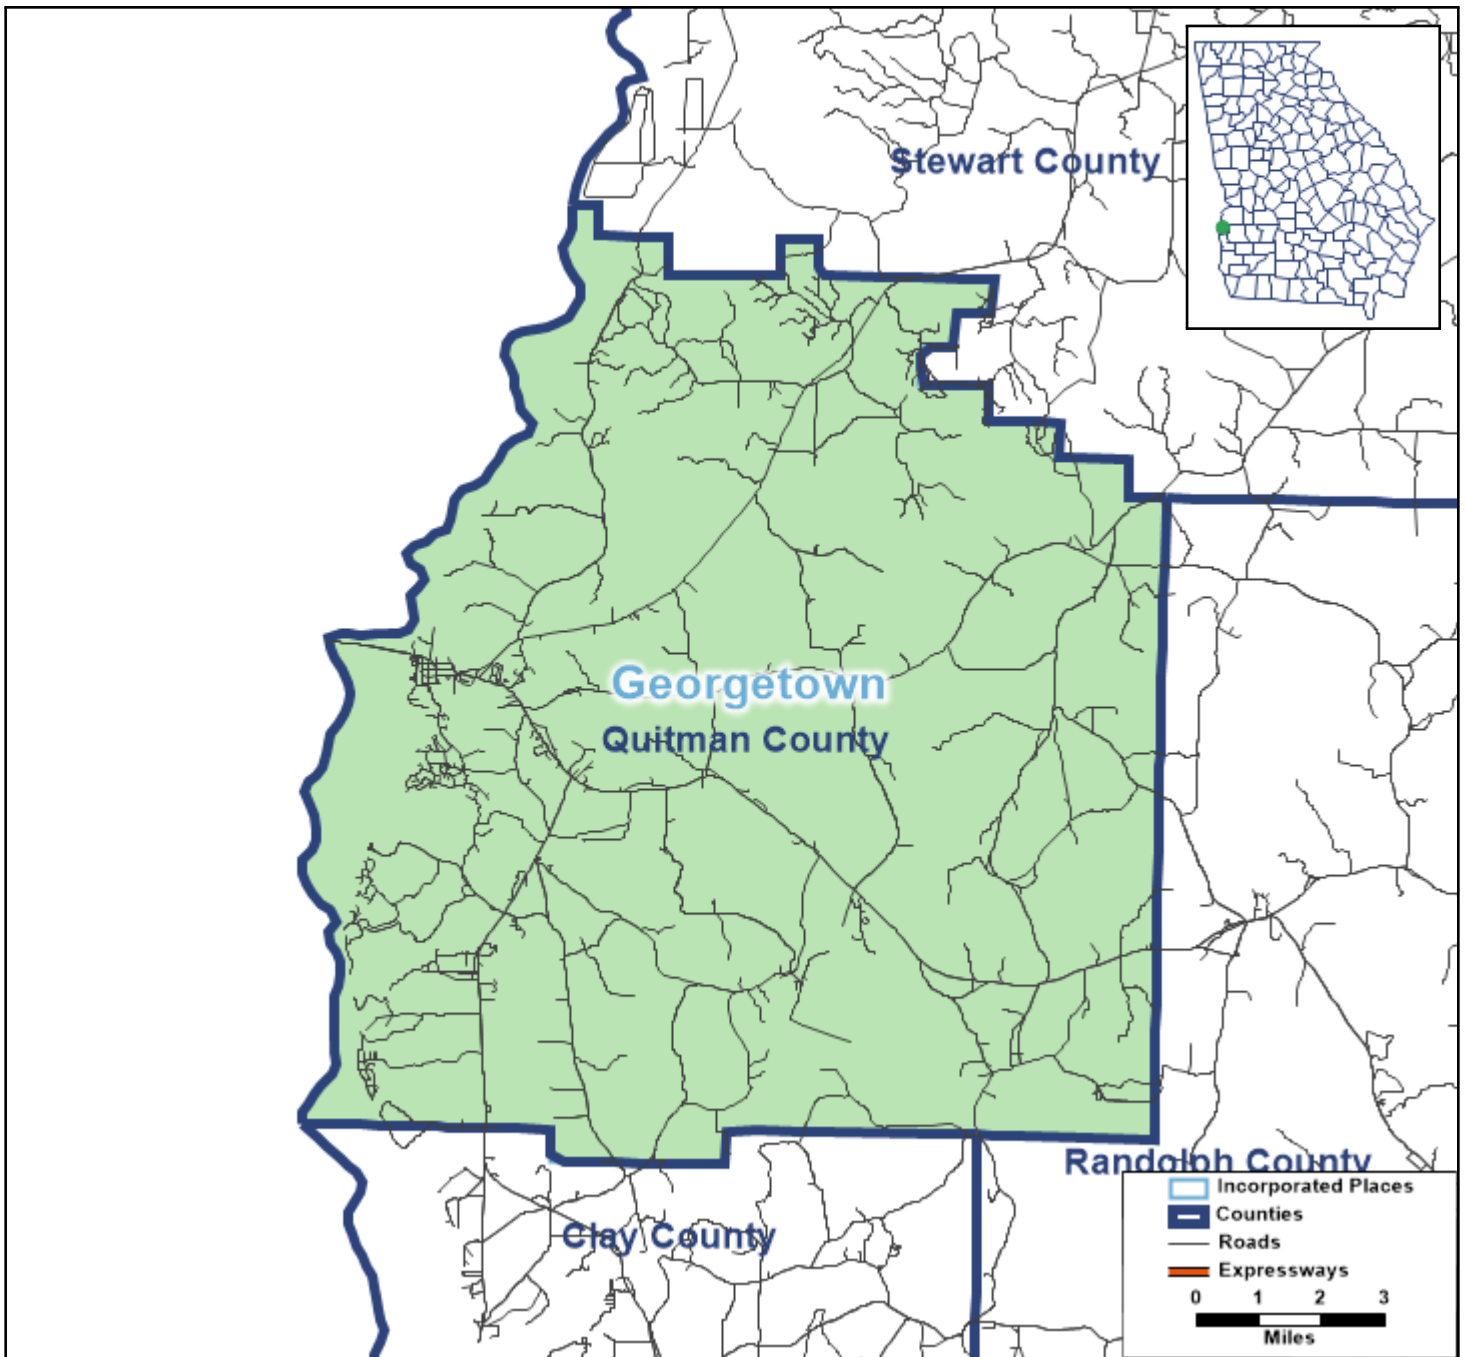 Stewart County
Georgetown
Quitman County
Randolph County
Clay County
Incorporated Places
Counties
Roads
Expressways
0 1 2 3
Miles